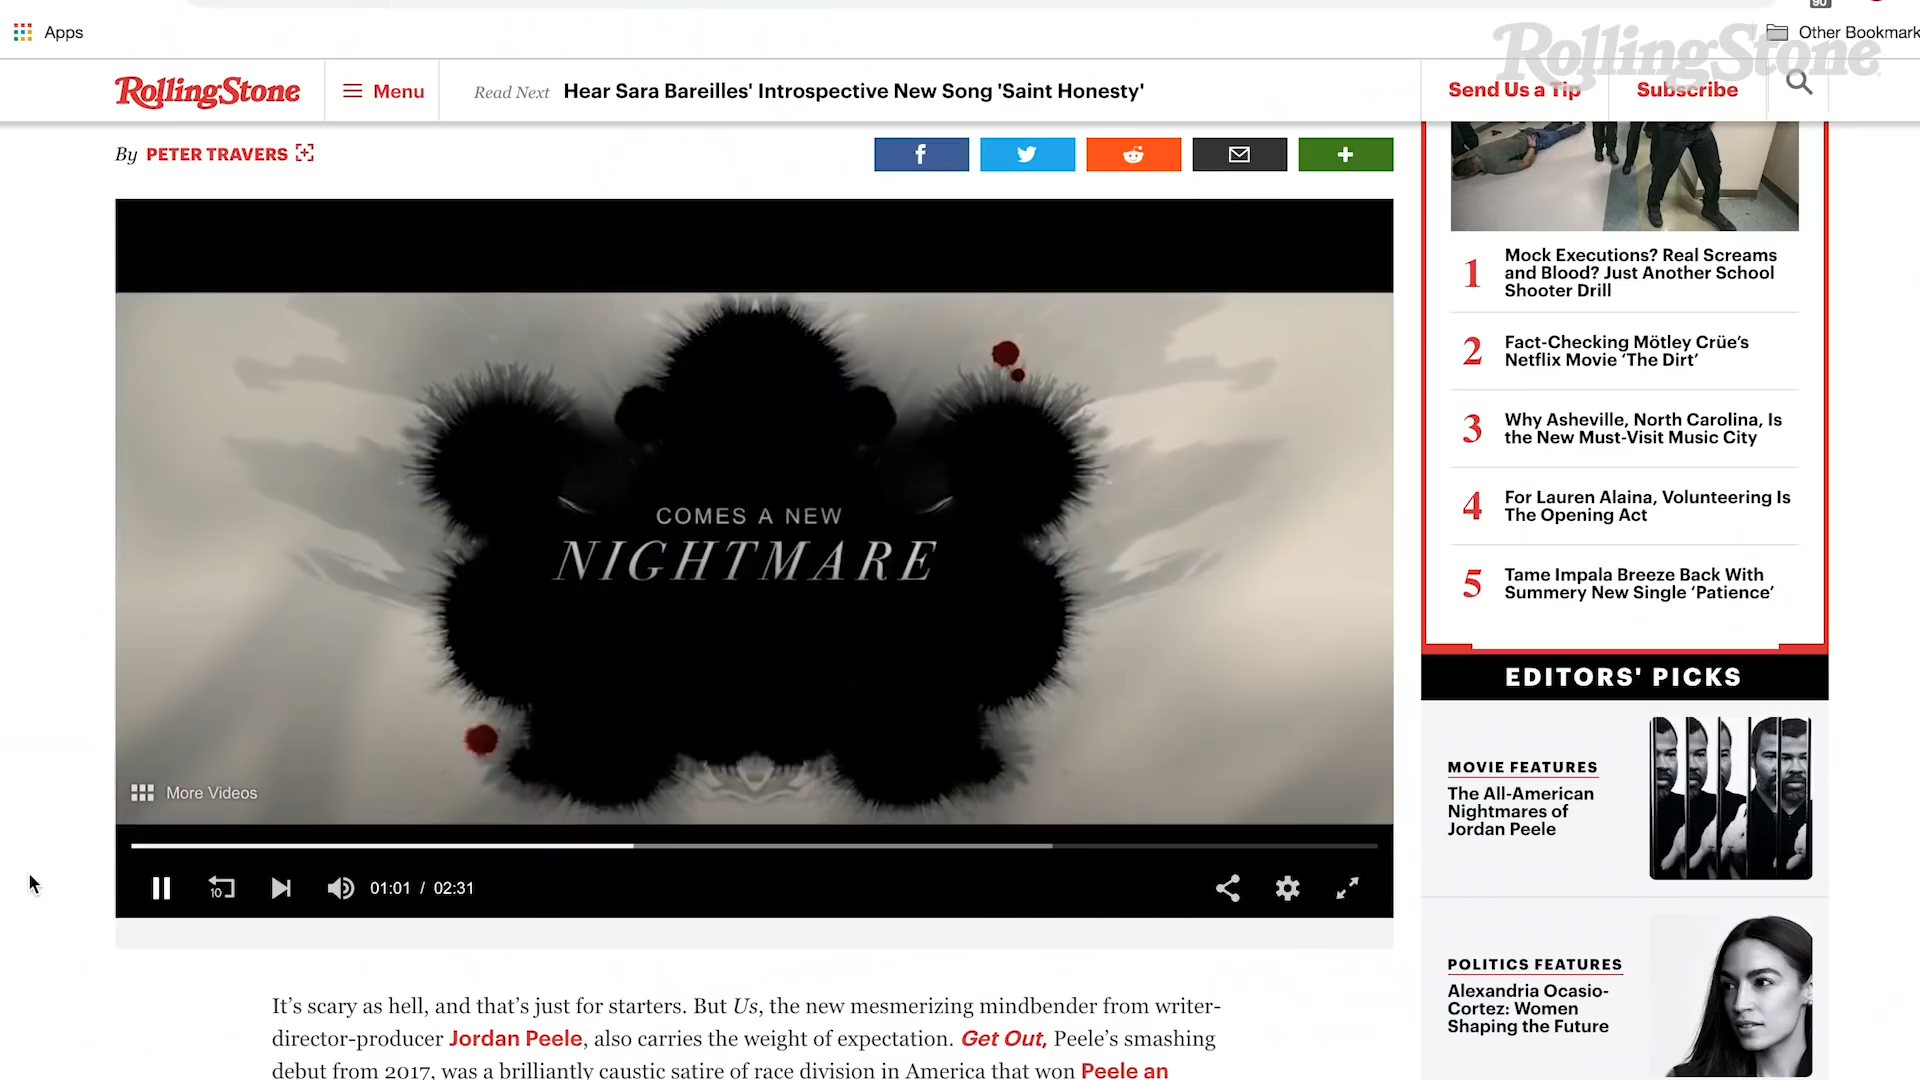 90
Apps
Other Bookmark
RollingStone
RollingStone
Menu
Read Next Hear Sara Bareilles' Introspective New Song 'Saint Honesty'
Send Us a Tip
Subscribe
By PETER TRAVERS
COMES A NEW
NIGHTMARE
More Videos
10
01:01 / 02:31
It’s scary as hell, and that’s just for starters. But Us, the new mesmerizing mindbender from writer-
director-producer Jordan Peele, also carries the weight of expectation. Get Out, Peele’s smashing
debut from 2017, was a brilliantly caustic satire of race division in America that won Peele an
1 Mock Executions? Real Screams
and Blood? Just Another School
Shooter Drill
2 Fact-Checking Mötley Crüe’s
Netflix Movie ‘The Dirt’
3 Why Asheville, North Carolina, Is
the New Must-Visit Music City
4 For Lauren Alaina, Volunteering Is
The Opening Act
5 Tame Impala Breeze Back With
Summery New Single ‘Patience’
EDITORS' PICKS
MOVIE FEATURES
The All-American
Nightmares of
Jordan Peele
POLITICS FEATURES
Alexandria Ocasio-
Cortez: Women
Shaping the Future